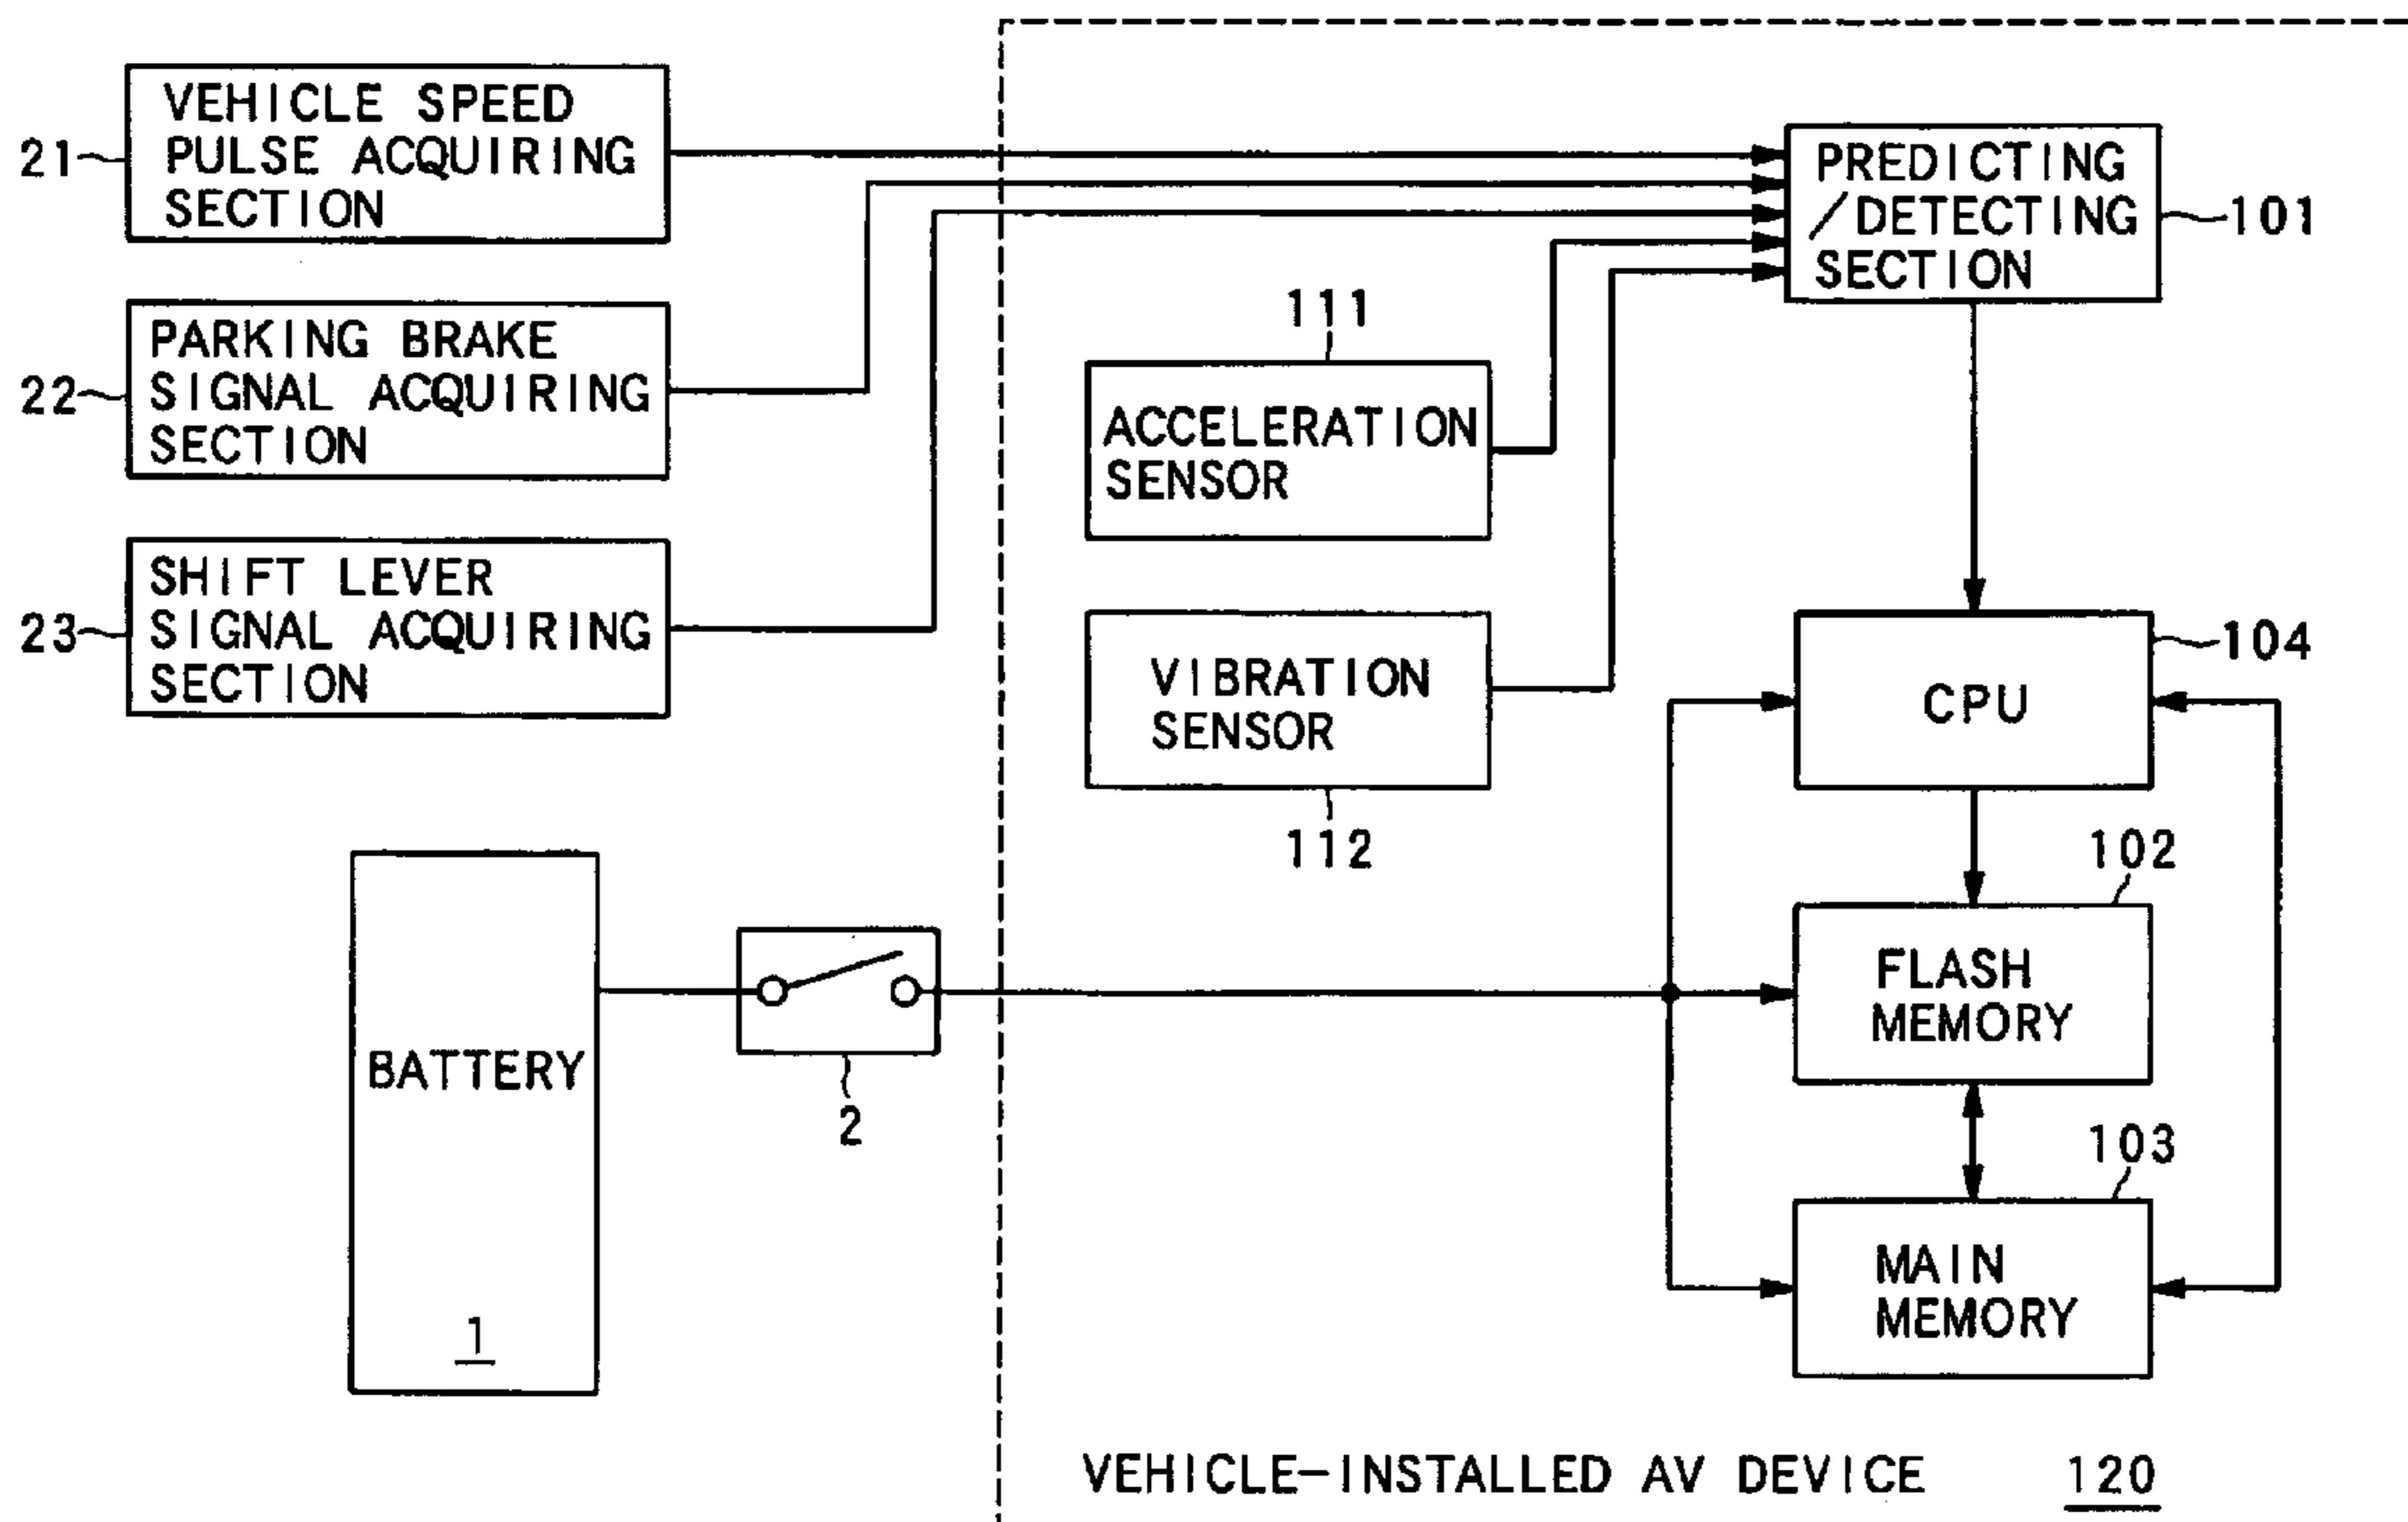 VEHICLE SPEED
PULSE ACQUIRING
SECTION
21
PARKING BRAKE
SIGNAL ACQUIRING
SECTION
22
SHIFT LEVER
SIGNAL ACQUIRING
SECTION
23
BATTERY
1
2
PREDICTING
/DETECTING
SECTION
101
111
ACCELERATION
SENSOR
VIBRATION
SENSOR
112
104
CPU
102
FLASH
MEMORY
103
MAIN
MEMORY
VEHICLE-INSTALLED AV DEVICE 120